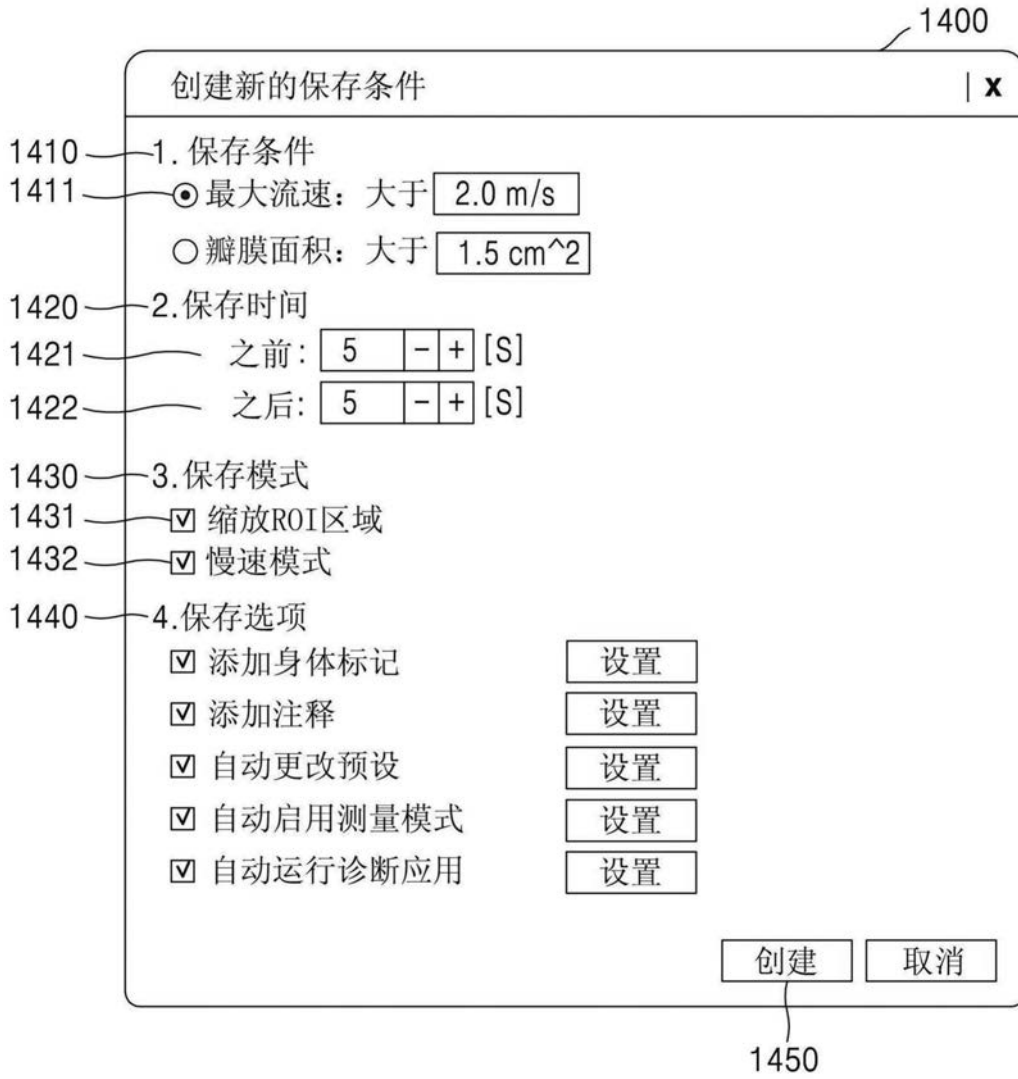 1400
创建新的保存条件 | x
1410 1. 保存条件
1411 最大流速：大于 2.0 m/s
瓣膜面积：大于 1.5 cm^2
1420 2.保存时间
1421 之前: 5 - + [S]
1422 之后: 5 - + [S]
1430 3.保存模式
1431 缩放ROI区域
1432 慢速模式
1440 4.保存选项
添加身体标记 设置
添加注释 设置
自动更改预设 设置
自动启用测量模式 设置
自动运行诊断应用 设置
创建 取消
1450